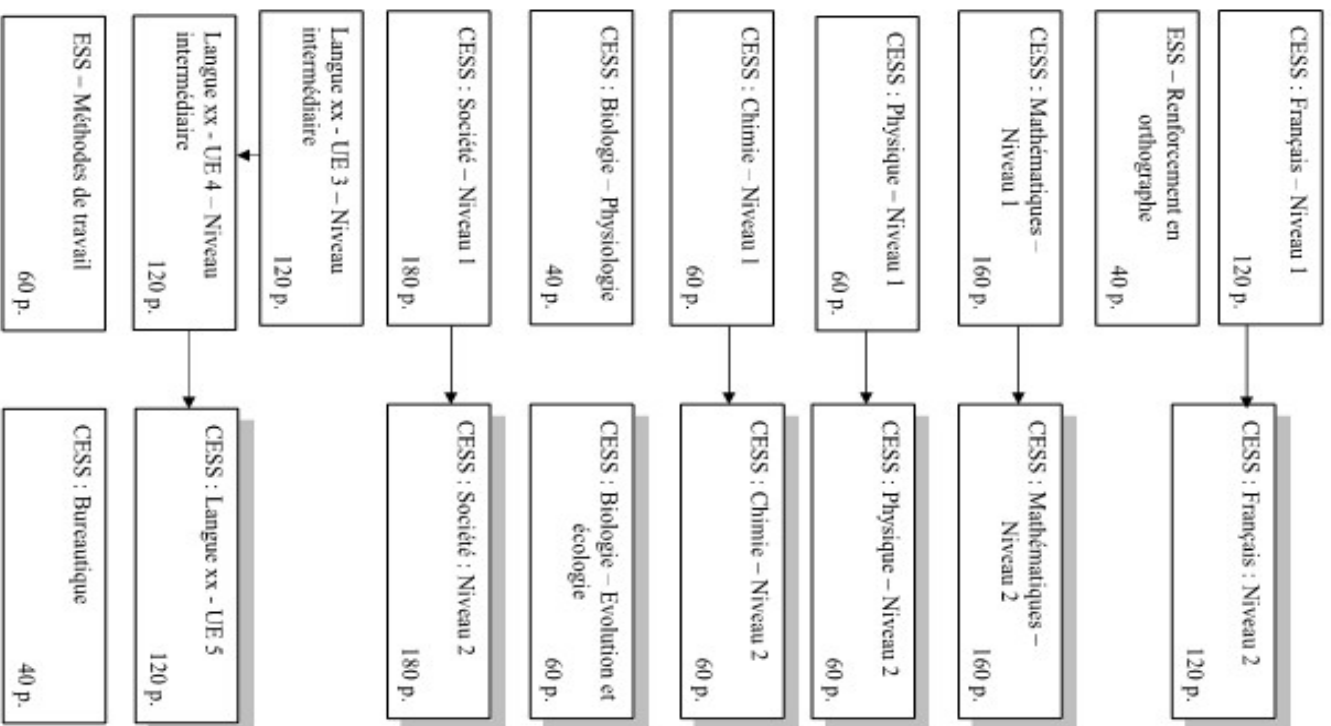 CESS : Français – Niveau 1
120 p.
CESS : Français : Niveau 2
120 p.
ESS – Renforcement en
orthographe
40 p.
CESS : Mathématiques –
Niveau 1
160 p.
CESS : Mathématiques –
Niveau 2
160 p.
CESS : Physique – Niveau 1
60 p.
CESS : Physique – Niveau 2
60 p.
CESS : Chimie – Niveau 1
60 p.
CESS : Chimie – Niveau 2
60 p.
CESS : Biologie – Physiologie
40 p.
CESS : Biologie – Evolution et
écologie
60 p.
CESS : Société – Niveau 1
180 p.
CESS : Société : Niveau 2
180 p.
Langue xx - UE 3 – Niveau
intermédiaire
120 p.
Langue xx - UE 4 – Niveau
intermédiaire
120 p.
CESS : Langue xx - UE 5
120 p.
ESS – Méthodes de travail
60 p.
CESS : Bureautique
40 p.